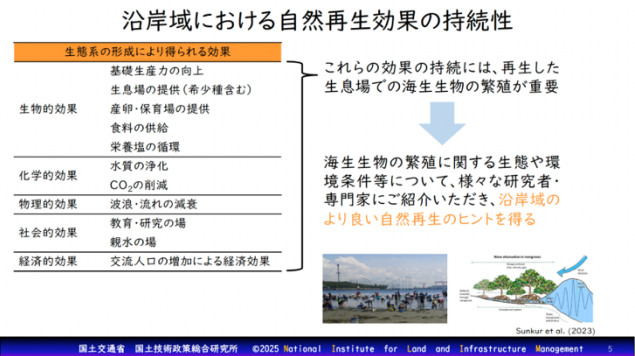 沿岸域における自然再生効果の持続性
生態系の形成により得られる効果
生物的効果
基礎生産力の向上
生息場の提供(希少種含む)
産卵・保育場の提供
食料の供給
栄養塩の循環
化学的効果
水質の浄化
CO₂の削減
物理的効果
波浪・流れの減衰
社会的効果
教育・研究の場
親水の場
経済的効果
交流人口の増加による経済効果
これらの効果の持続には、再生した
生息場での海生生物の繁殖が重要
海生生物の繁殖に関する生態や環
境条件等について、様々な研究者・
専門家にご紹介いただき、沿岸域の
より良い自然再生のヒントを得る
Wave attenuation in mangroves
Sunkur et al. (2023)
国土交通省 国土技術政策総合研究所 ©2025 National Institute for Land and Infrastructure Management
5